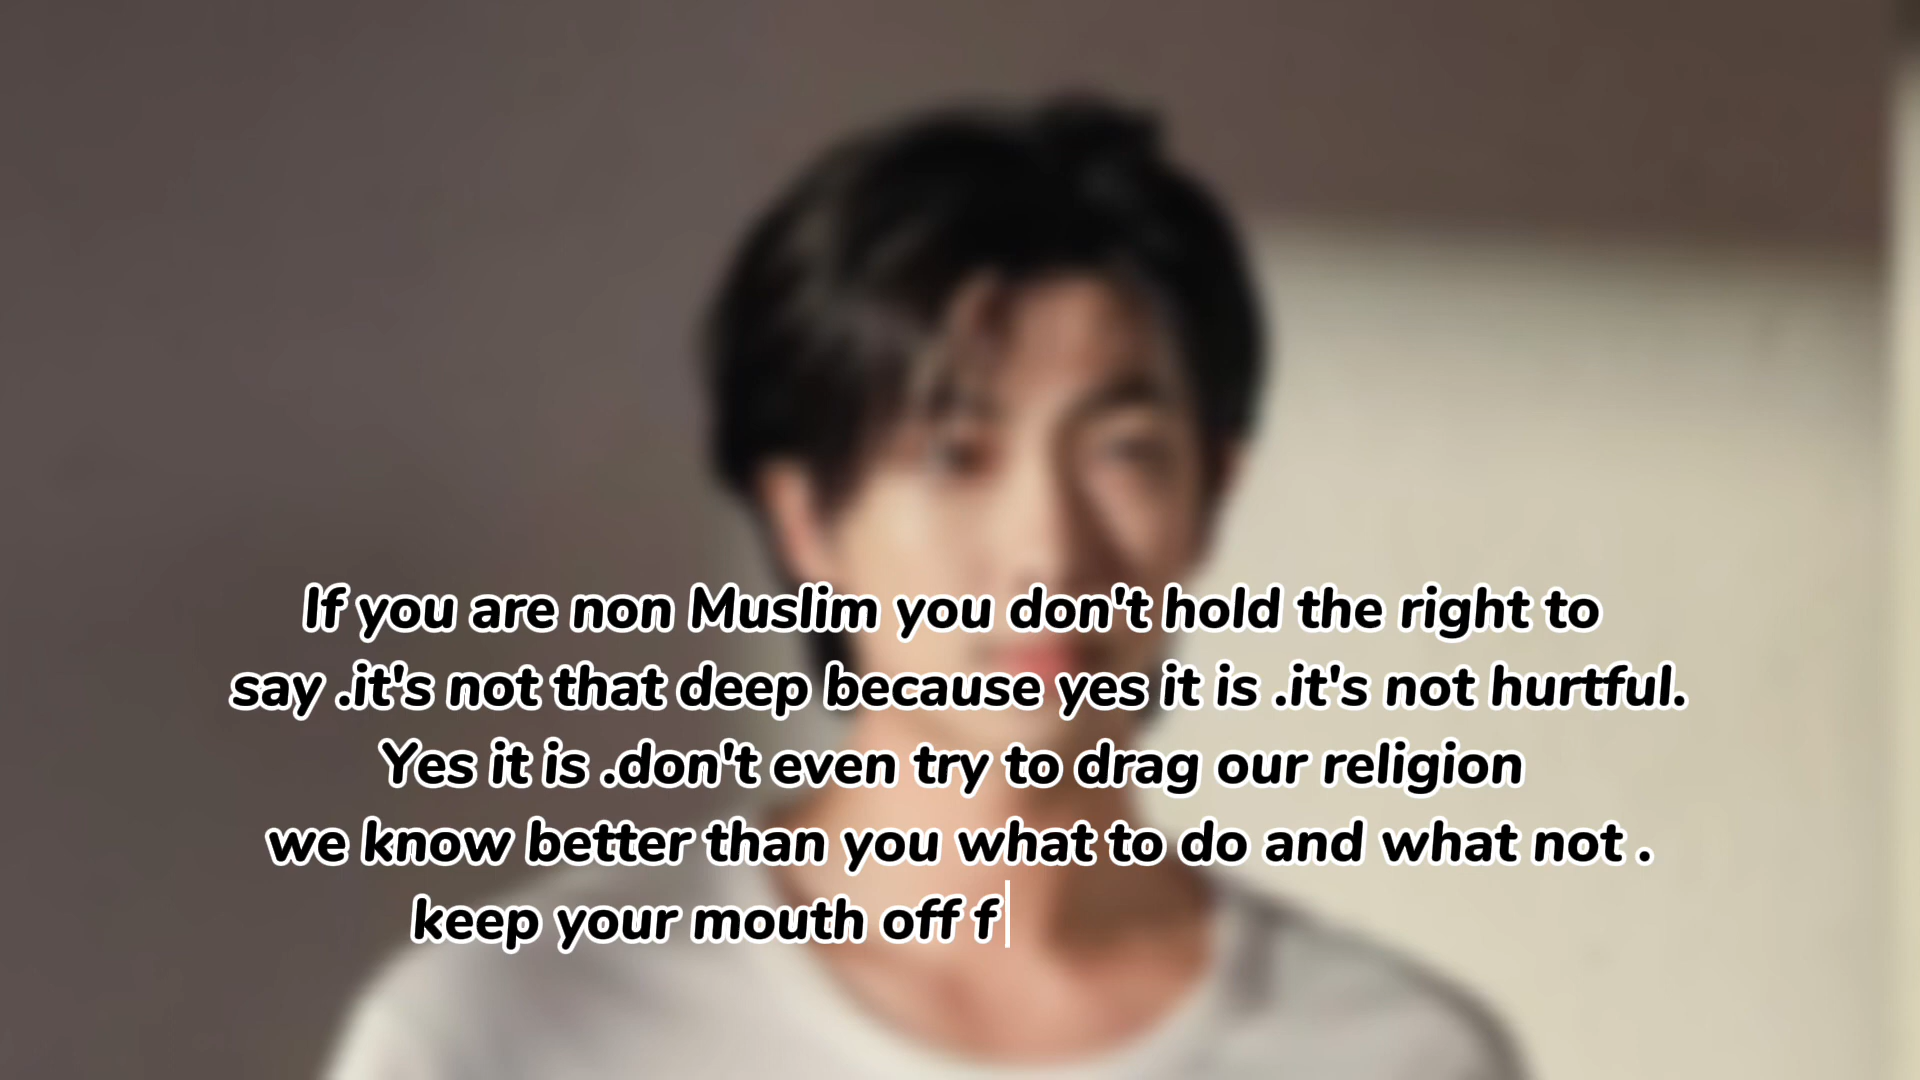 If you are non Muslim you don't hold the right to
say .it's not that deep because yes it is .it's not hurtful.
Yes it is .don't even try to drag our religion
we know better than you what to do and what not .
keep your mouth off f